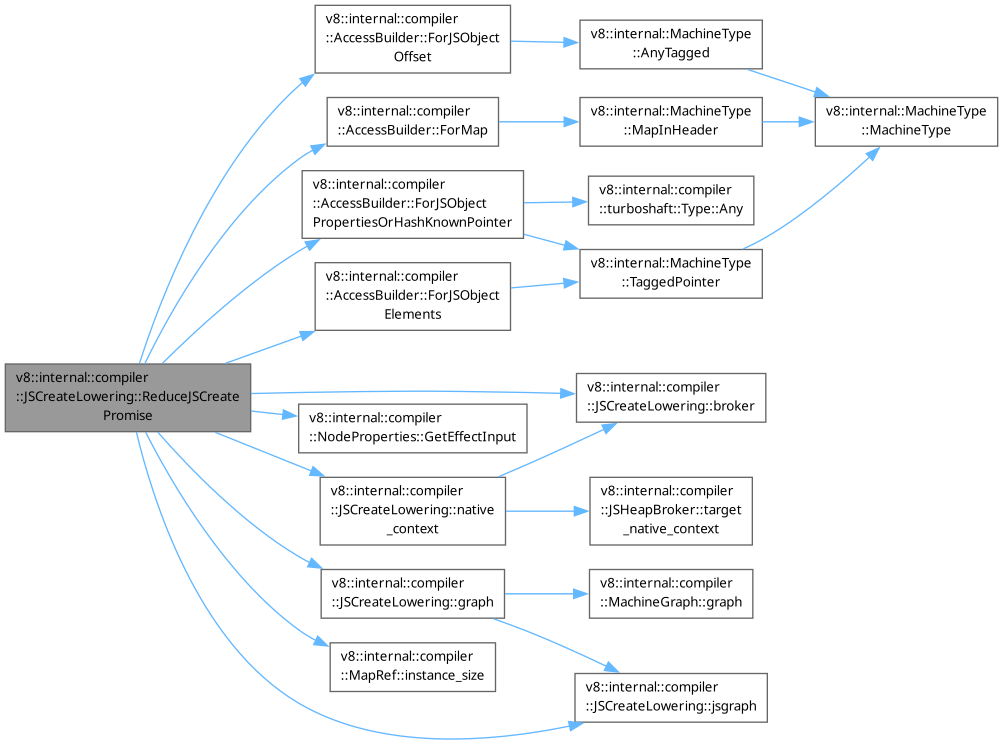 v8::internal::compiler
::JSCreateLowering::ReduceJSCreate
Promise
v8::internal::compiler
::AccessBuilder::ForJSObject
Offset
v8::internal::MachineType
::AnyTagged
v8::internal::MachineType
::MachineType
v8::internal::compiler
::AccessBuilder::ForMap
v8::internal::MachineType
::MapInHeader
v8::internal::compiler
::AccessBuilder::ForJSObject
PropertiesOrHashKnownPointer
v8::internal::compiler
::turboshaft::Type::Any
v8::internal::MachineType
::TaggedPointer
v8::internal::compiler
::AccessBuilder::ForJSObject
Elements
v8::internal::compiler
::JSCreateLowering::broker
v8::internal::compiler
::NodeProperties::GetEffectInput
v8::internal::compiler
::JSCreateLowering::native
_context
v8::internal::compiler
::JSHeapBroker::target
_native_context
v8::internal::compiler
::JSCreateLowering::graph
v8::internal::compiler
::MachineGraph::graph
v8::internal::compiler
::MapRef::instance_size
v8::internal::compiler
::JSCreateLowering::jsgraph